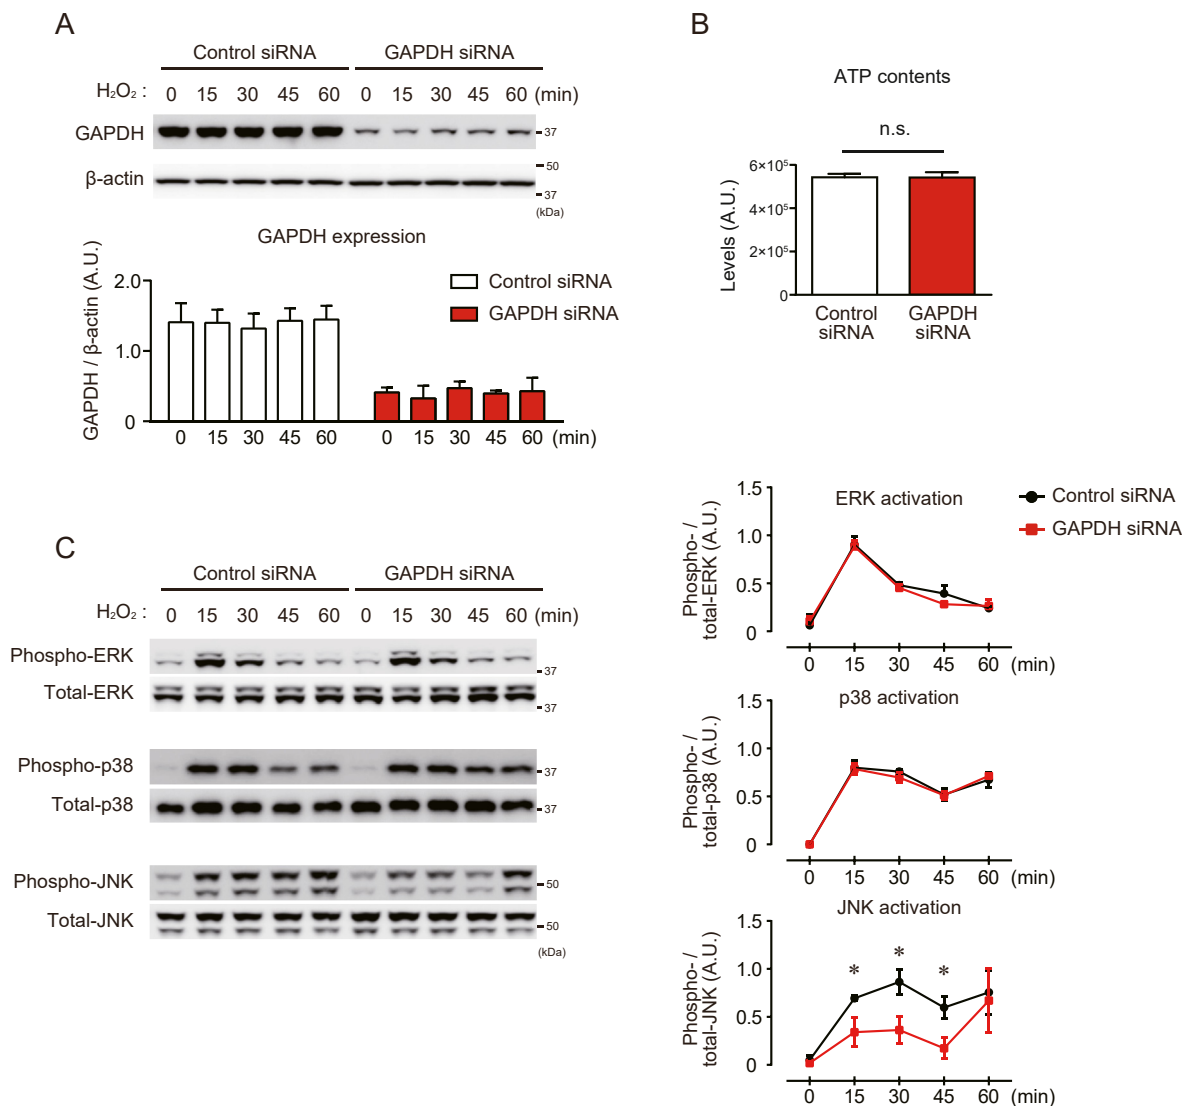 A
Control siRNA GAPDH siRNA
H₂O₂ : 0 15 30 45 60 0 15 30 45 60 (min)
GAPDH 37
β-actin 50
37
(kDa)
GAPDH expression
GAPDH / β-actin (A.U.)
2.0
1.0
0
Control siRNA
GAPDH siRNA
0 15 30 45 60 0 15 30 45 60 (min)
B
ATP contents
n.s.
Levels (A.U.)
6×10⁵
4×10⁵
2×10⁵
0
Control siRNA
GAPDH siRNA
C
Control siRNA GAPDH siRNA
H₂O₂ : 0 15 30 45 60 0 15 30 45 60 (min)
Phospho-ERK 37
Total-ERK 37
Phospho-p38 37
Total-p38 37
Phospho-JNK 50
Total-JNK 50
(kDa)
ERK activation
Control siRNA
GAPDH siRNA
Phospho- /
total-ERK (A.U.)
1.5
1.0
0.5
0
0 15 30 45 60 (min)
p38 activation
Phospho- /
total-p38 (A.U.)
1.5
1.0
0.5
0
0 15 30 45 60 (min)
JNK activation
Phospho- /
total-JNK (A.U.)
1.5
1.0
0.5
0
* * *
0 15 30 45 60 (min)